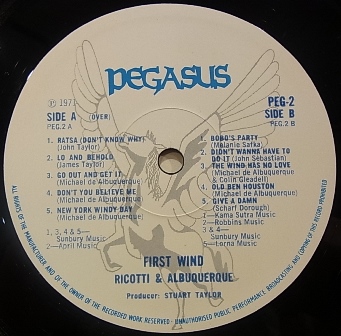 PEGASUS
℗ 1971
SIDE A (OVER)
PEG.2 A
1. RATSA (DON'T KNOW WHY)
(John Taylor)
2. LO AND BEHOLD
(James Taylor)
3. GO OUT AND GET IT
(Michael de Albuquerque)
4. DON'T YOU BELIEVE ME
(Michael de Albuquerque)
5. NEW YORK WINDY BAY
(Michael de Albuquerque)
1, 3, 4 & 5—
Sunbury Music
2—April Music
PEG-2
SIDE B
PEG.2 B
1. BOBO'S PARTY
(Melanie Safka)
2. DIDN'T WANNA HAVE TO
DO IT (John Sebastian)
3. THE WIND HAS NO LOVE
(Michael de Albuquerque
& Colin Gleadell)
4. OLD BEN HOUSTON
(Michael de Albuquerque)
5. GIVE A DAMN
(Scharf Dorough)
1—Kama Sutra Music
2—Robbins Music
3 & 4—
Sunbury Music
5—Lorna Music
FIRST WIND
RICOTTI & ALBUQUERQUE
Producer: STUART TAYLOR
ALL RIGHTS OF THE MANUFACTURER AND OF THE OWNER OF THE RECORDED WORK RESERVED · UNAUTHORISED PUBLIC PERFORMANCE, BROADCASTING AND COPYING OF THIS RECORD PROHIBITED